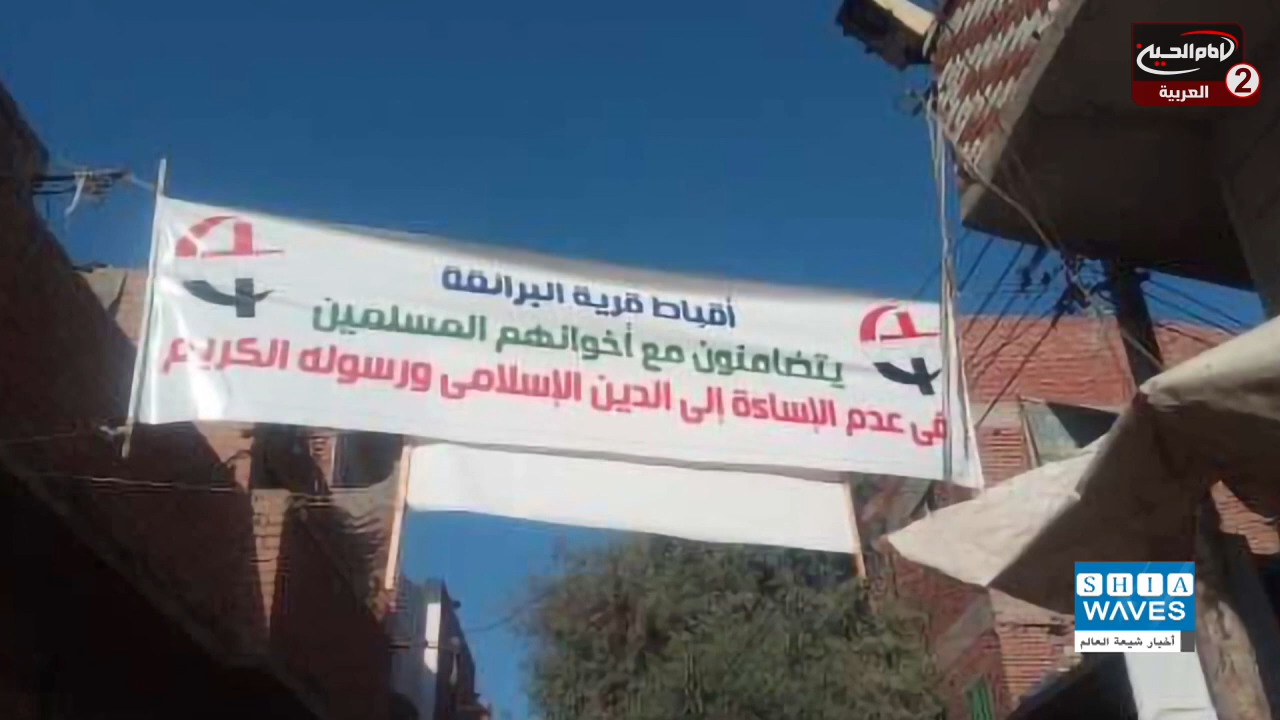 إمام الحسين
2
العربية
أقباط قرية البرانقة
يتضامنون مع أخوانهم المسلمين
فى عدم الإساءة إلى الدين الإسلامى ورسوله الكريم
SHIA
WAVES
أخبار شيعة العالم